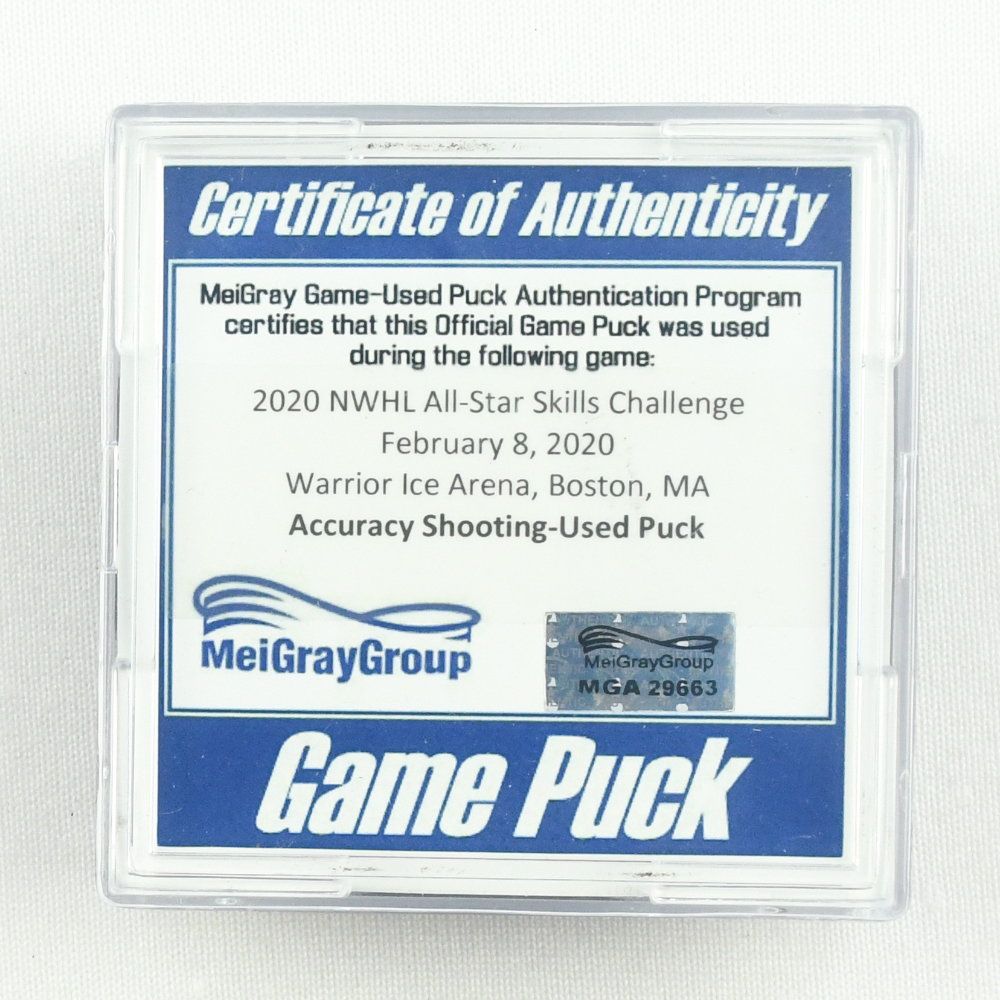 Certificate of Authenticity
MeiGray Game-Used Puck Authentication Program
certifies that this Official Game Puck was used
during the following game:
2020 NWHL All-Star Skills Challenge
February 8, 2020
Warrior Ice Arena, Boston, MA
Accuracy Shooting-Used Puck
MeiGrayGroup
MeiGrayGroup
MGA 29663
Game Puck